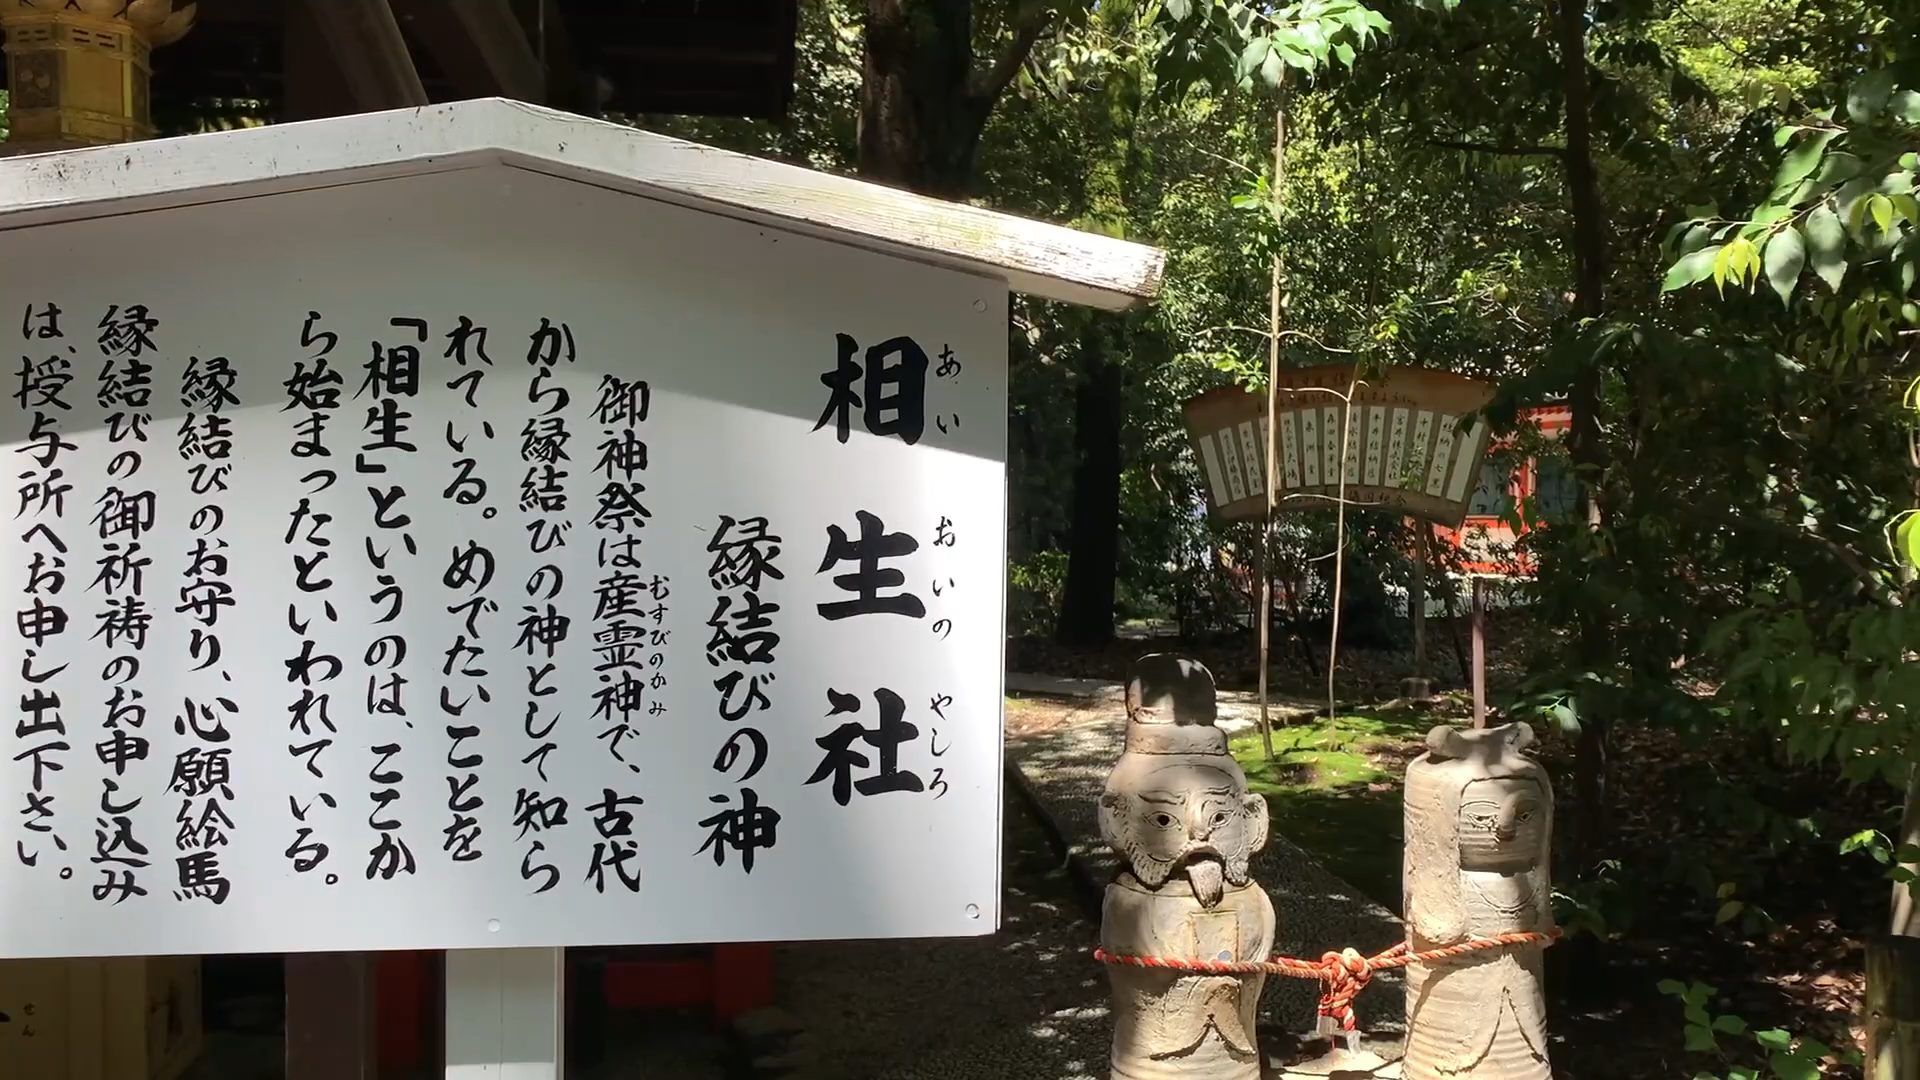 相生社
あいおいのやしろ
縁結びの神
御神祭は産霊神で、古代
むすびのかみ
から縁結びの神として知ら
れている。めでたいことを
「相生」というのは、ここか
ら始まったといわれている。
縁結びのお守り、心願絵馬
縁結びの御祈祷のお申し込み
は、授与所へお申し出下さい。
せん